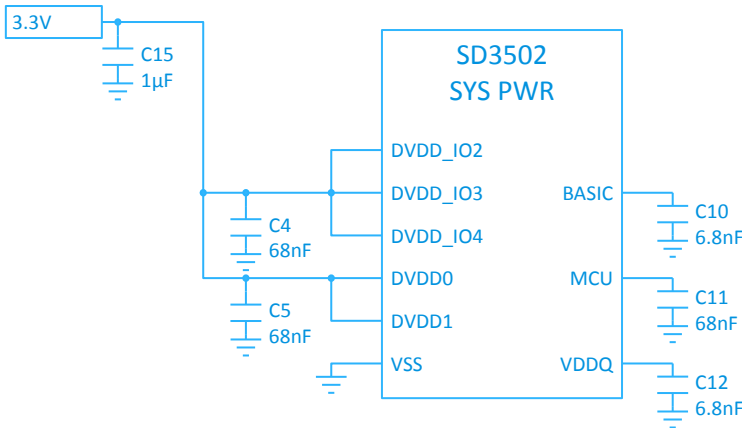 3.3V
C15
1µF
SD3502
SYS PWR
DVDD_IO2
DVDD_IO3
BASIC
C10
6.8nF
C4
68nF
DVDD_IO4
DVDD0
MCU
C11
68nF
C5
68nF
DVDD1
VSS
VDDQ
C12
6.8nF